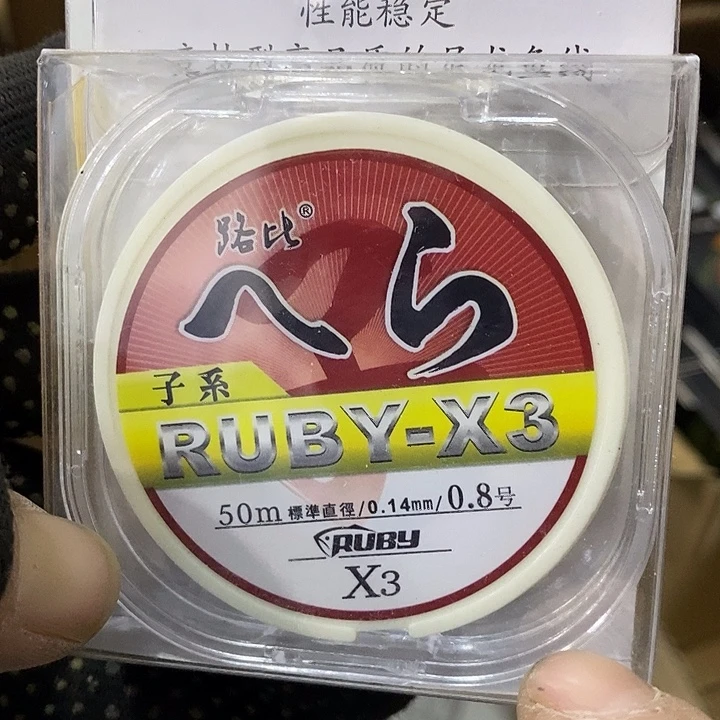 性能稳定
路比®
へら
子系
RUBY-X3
50m 標準直徑/0.14mm/0.8号
RUBY
X3